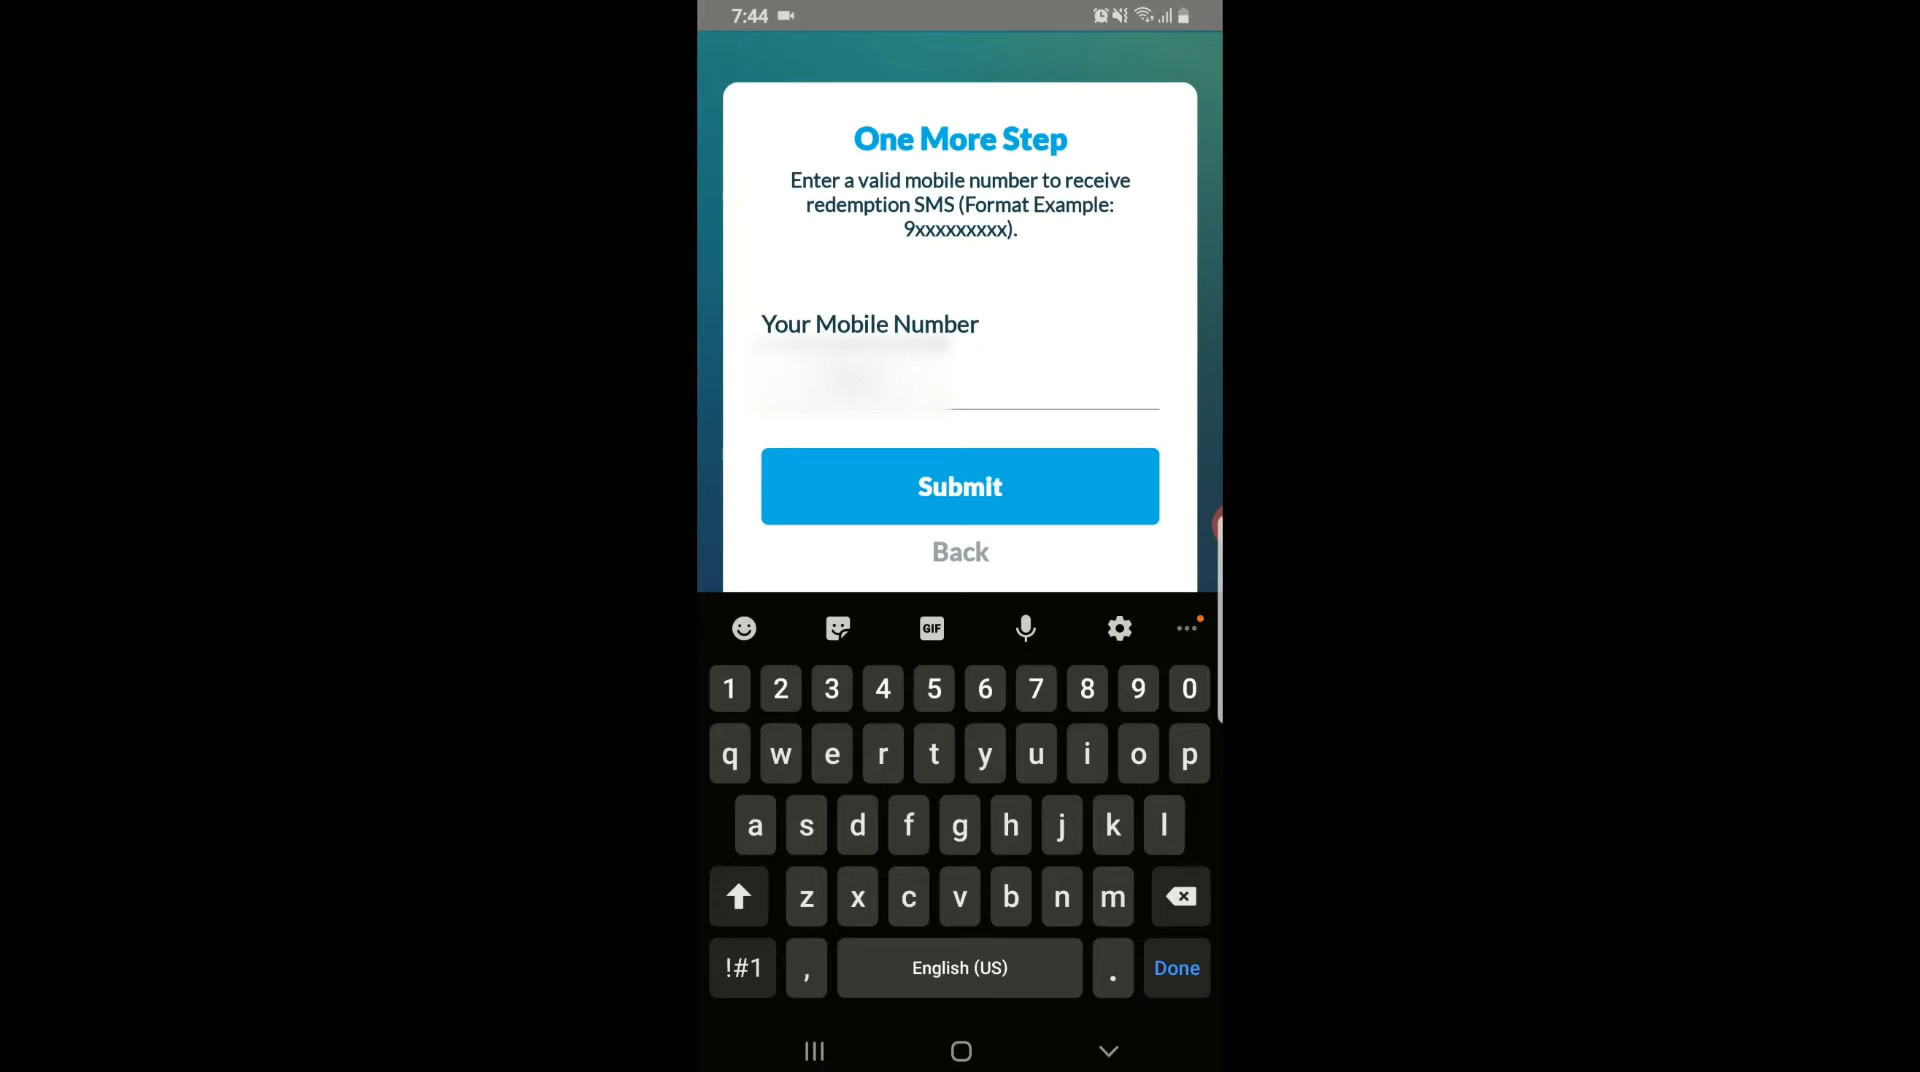 7:44
One More Step
Enter a valid mobile number to receive
redemption SMS (Format Example:
9xxxxxxxxx).
Your Mobile Number
Submit
Back
GIF
1 2 3 4 5 6 7 8 9 0
q w e r t y u i o p
a s d f g h j k l
z x c v b n m
!#1 , English (US) . Done